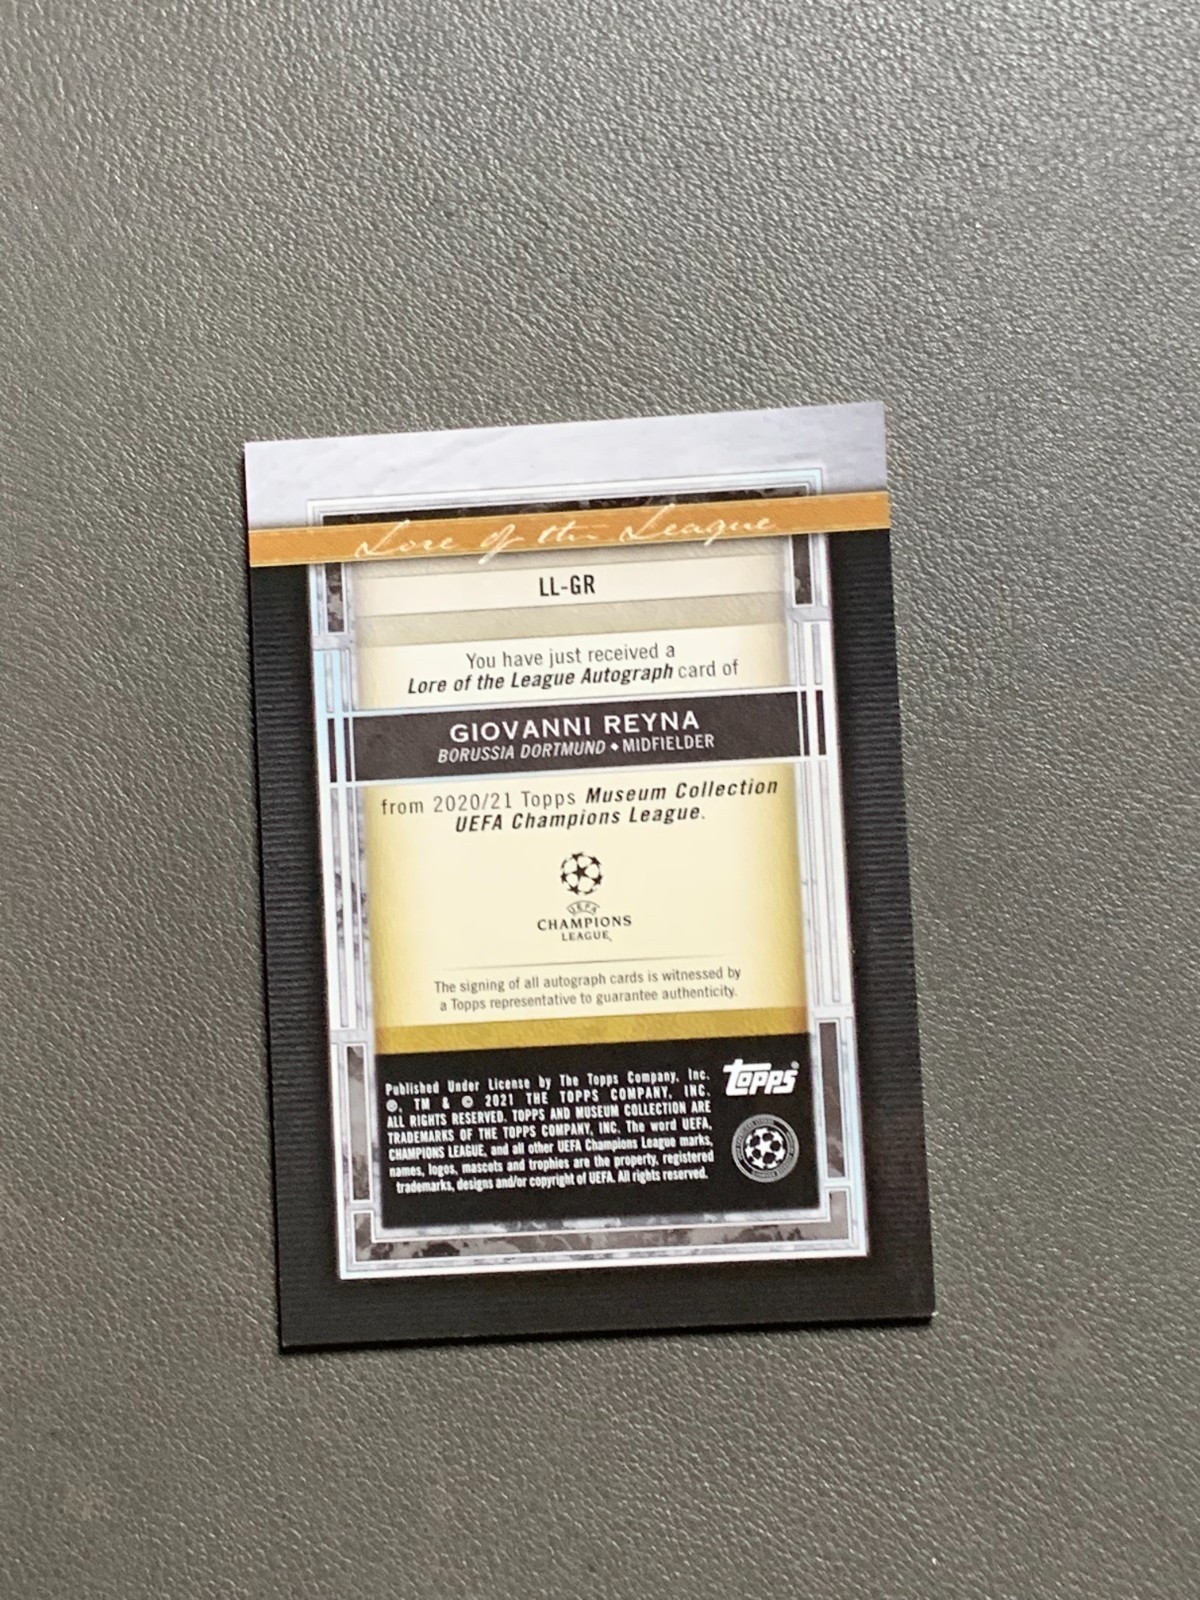 Lore of the League
LL-GR
You have just received a
Lore of the League Autograph card of
GIOVANNI REYNA
BORUSSIA DORTMUND ◆ MIDFIELDER
from 2020/21 Topps Museum Collection
UEFA Champions League.
UEFA
CHAMPIONS
LEAGUE
The signing of all autograph cards is witnessed by
a Topps representative to guarantee authenticity.
Published Under License by The Topps Company, Inc.
®, TM & © 2021 THE TOPPS COMPANY, INC.
ALL RIGHTS RESERVED. TOPPS AND MUSEUM COLLECTION ARE
TRADEMARKS OF THE TOPPS COMPANY, INC. The word UEFA,
CHAMPIONS LEAGUE, and all other UEFA Champions League marks,
names, logos, mascots and trophies are the property, registered
trademarks, designs and/or copyright of UEFA. All rights reserved.
topps®